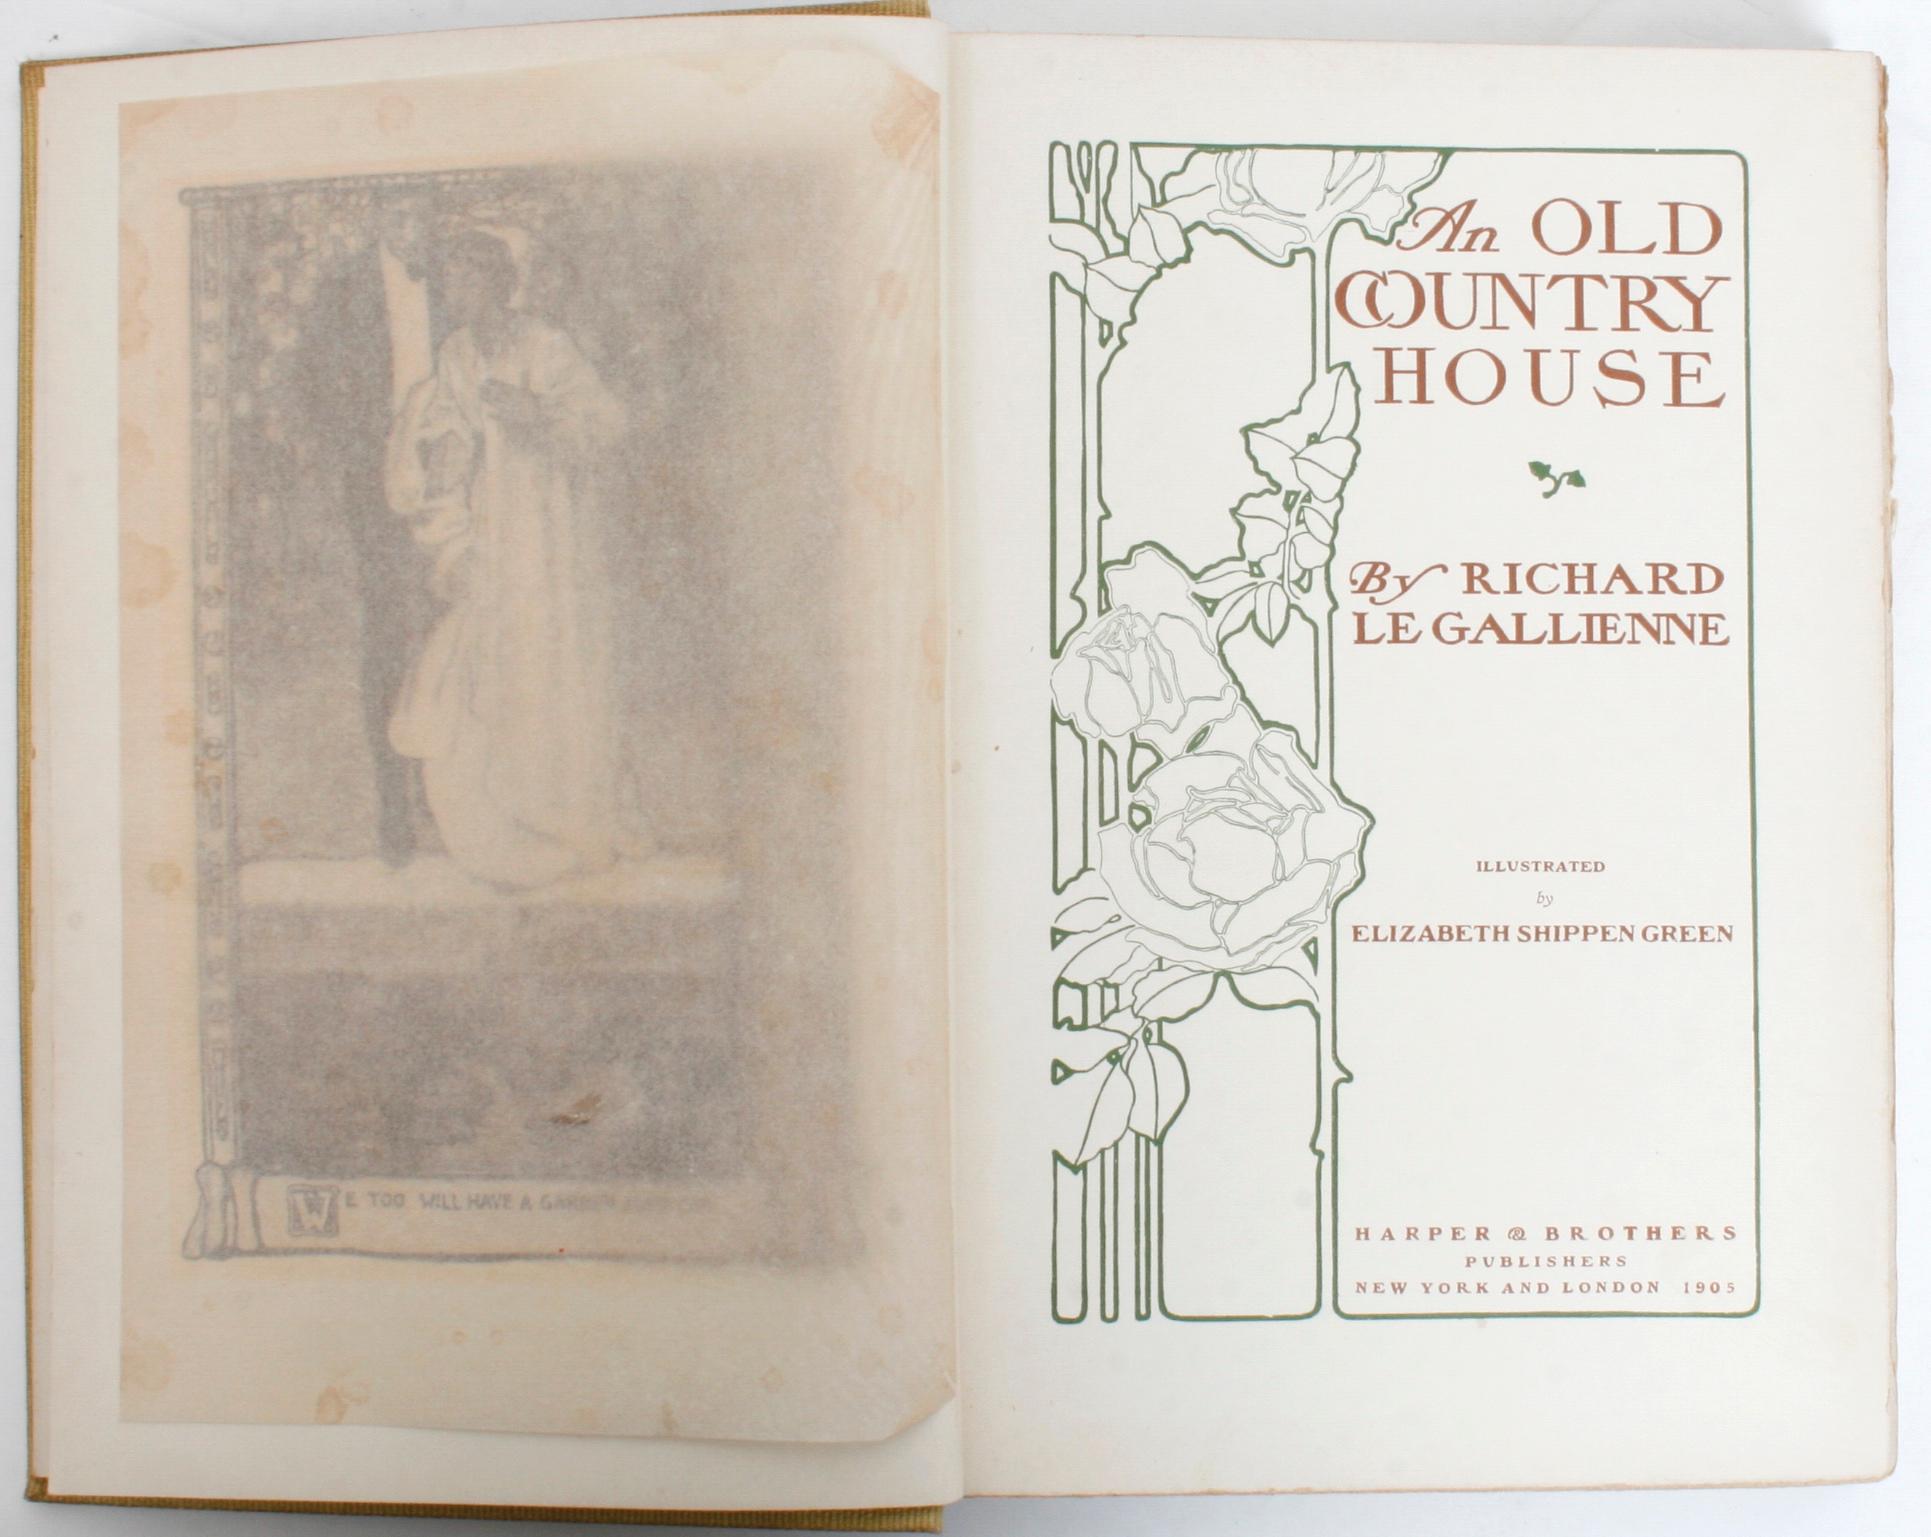 WE TOO WILL HAVE A GARDEN
An OLD
COUNTRY
HOUSE
By RICHARD
LE GALLIENNE
ILLUSTRATED
by
ELIZABETH SHIPPEN GREEN
HARPER & BROTHERS
PUBLISHERS
NEW YORK AND LONDON 1905